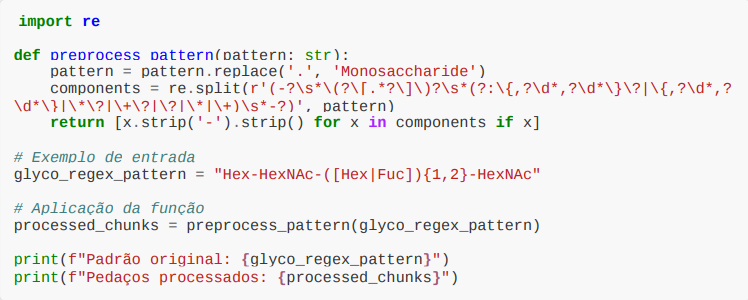 import re
def preprocess_pattern(pattern: str):
pattern = pattern.replace('.', 'Monosaccharide')
components = re.split(r'(-?\s*\(?\[.*?\]\)?\s*(?:\{,?\d*,?\d*\}\?|\{,?\d*,?
\d*\}|\*\?|\+\?|\?|\*|\+)\s*-?)', pattern)
return [x.strip('-').strip() for x in components if x]
# Exemplo de entrada
glyco_regex_pattern = "Hex-HexNAc-([Hex|Fuc]){1,2}-HexNAc"
# Aplicação da função
processed_chunks = preprocess_pattern(glyco_regex_pattern)
print(f"Padrão original: {glyco_regex_pattern}")
print(f"Pedaços processados: {processed_chunks}")